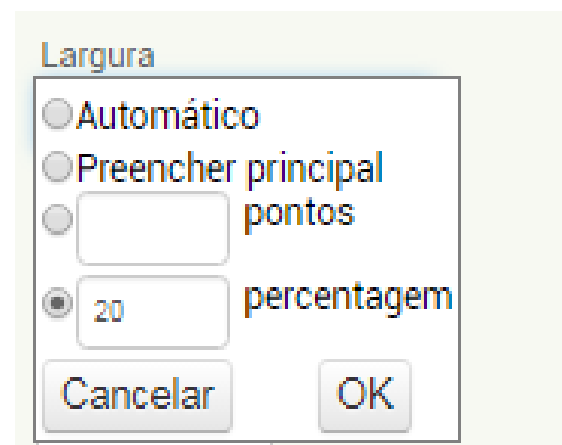 Largura
Automático
Preencher principal
pontos
20 percentagem
Cancelar OK